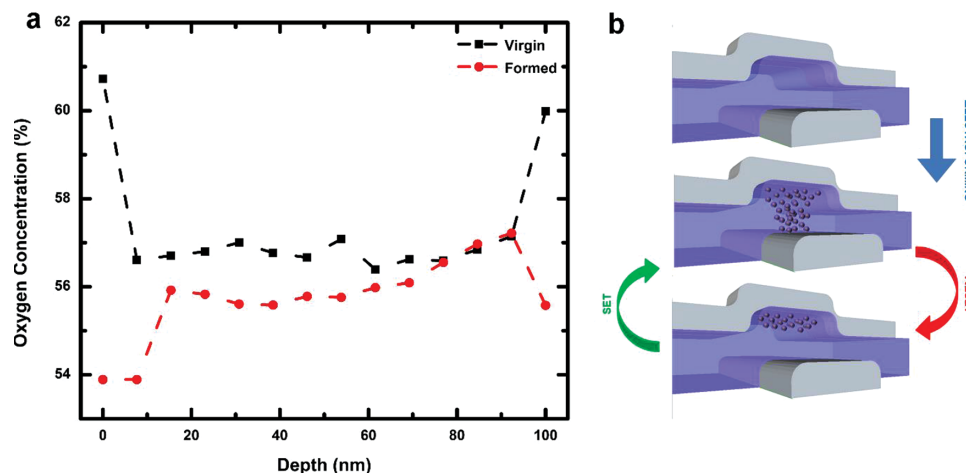 a
b
62
60
58
56
54
Oxygen Concentration (%)
Virgin
Formed
0
20
40
60
80
100
Depth (nm)
SET